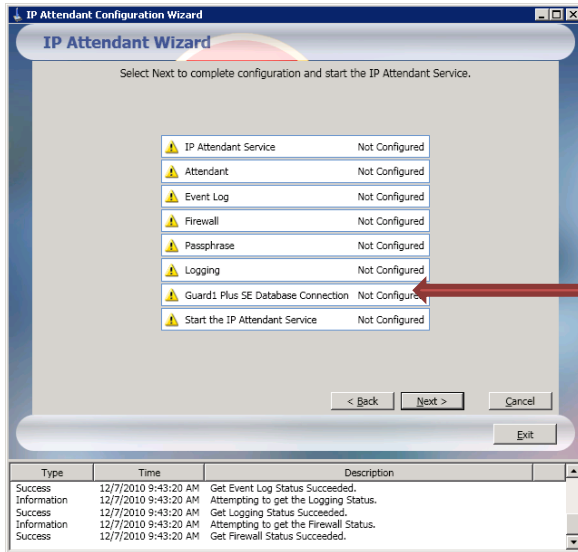 IP Attendant Configuration Wizard
IP Attendant Wizard
Select Next to complete configuration and start the IP Attendant Service.
IP Attendant Service Not Configured
Attendant Not Configured
Event Log Not Configured
Firewall Not Configured
Passphrase Not Configured
Logging Not Configured
Guard1 Plus SE Database Connection Not Configured
Start the IP Attendant Service Not Configured
< Back Next > Cancel
Exit
Type Time Description
Success 12/7/2010 9:43:20 AM Get Event Log Status Succeeded.
Information 12/7/2010 9:43:20 AM Attempting to get the Logging Status.
Success 12/7/2010 9:43:20 AM Get Logging Status Succeeded.
Information 12/7/2010 9:43:20 AM Attempting to get the Firewall Status.
Success 12/7/2010 9:43:20 AM Get Firewall Status Succeeded.